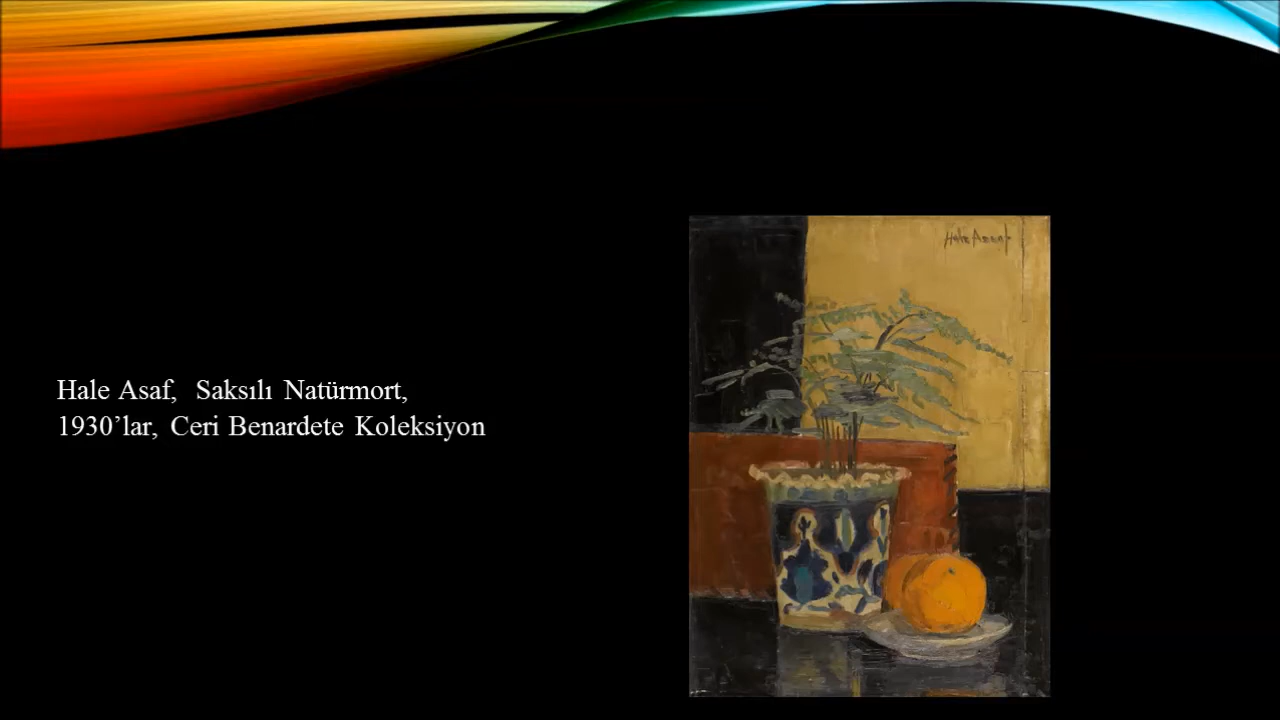 Hale Asaf, Saksılı Natürmort,
1930’lar, Ceri Benardete Koleksiyon
Hale Asaf